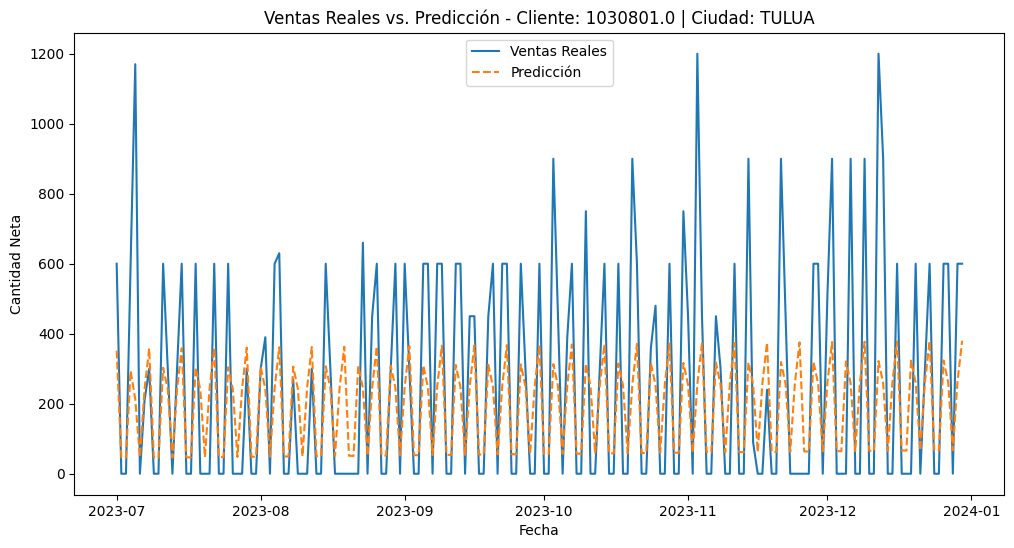 Ventas Reales vs. Predicción - Cliente: 1030801.0 | Ciudad: TULUA
Ventas Reales
Predicción
Cantidad Neta
1200
1000
800
600
400
200
0
2023-07
2023-08
2023-09
2023-10
2023-11
2023-12
2024-01
Fecha